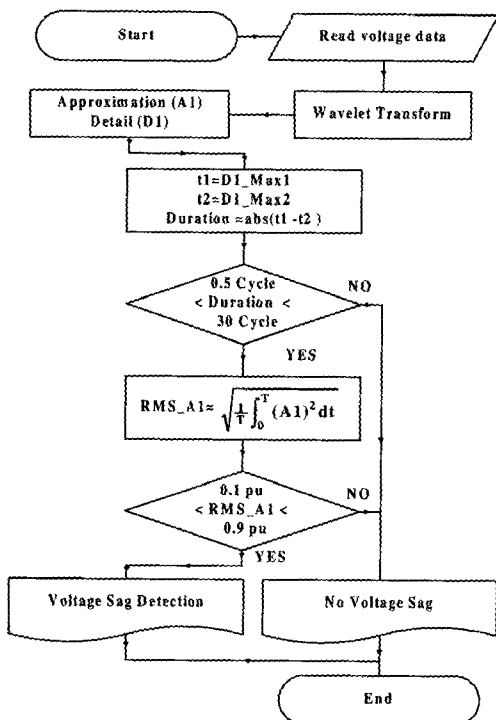 Start
Read voltage data
Approximation (A1)
Detail (D1)
Wavelet Transform
t1=D1_Max1
t2=D1_Max2
Duration =abs(t1 -t2 )
0.5 Cycle
< Duration <
30 Cycle
NO
YES
RMS_A1= √(1/T ∫₀ᵀ (A1)² dt)
0.1 pu
< RMS_A1 <
0.9 pu
NO
YES
Voltage Sag Detection
No Voltage Sag
End